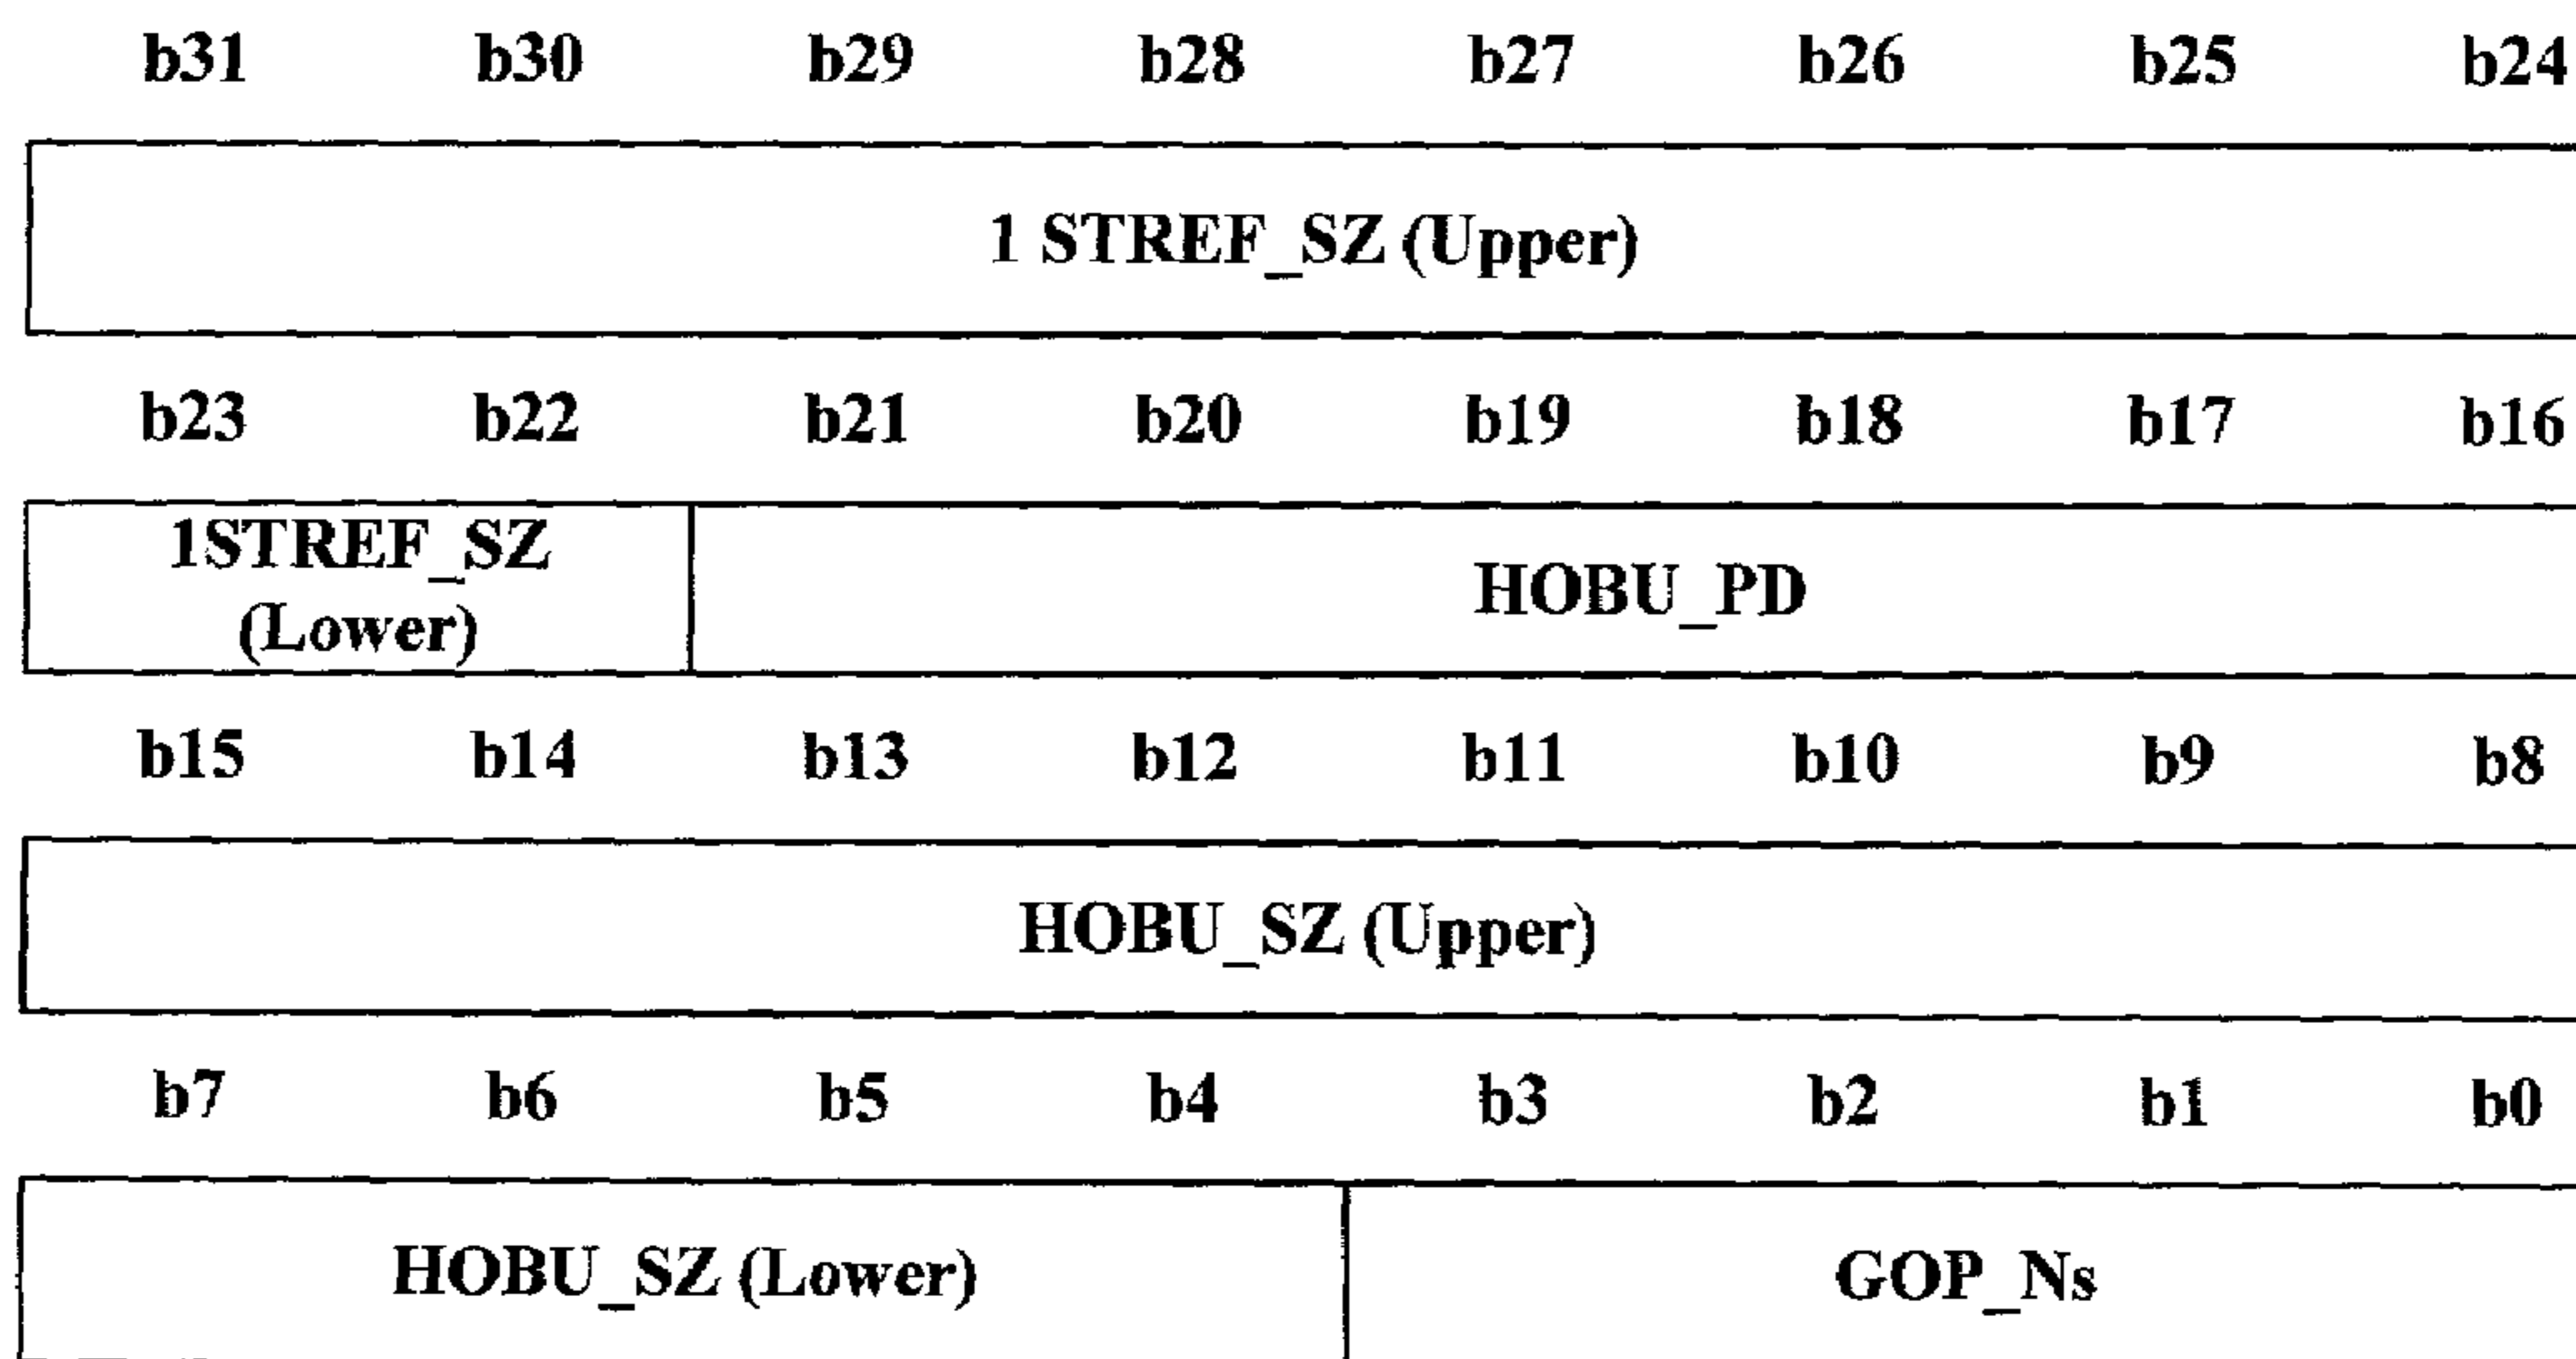 b31 b30 b29 b28 b27 b26 b25 b24
1 STREF_SZ (Upper)
b23 b22 b21 b20 b19 b18 b17 b16
1STREF_SZ
(Lower)
HOBU_PD
b15 b14 b13 b12 b11 b10 b9 b8
HOBU_SZ (Upper)
b7 b6 b5 b4 b3 b2 b1 b0
HOBU_SZ (Lower) GOP_Ns